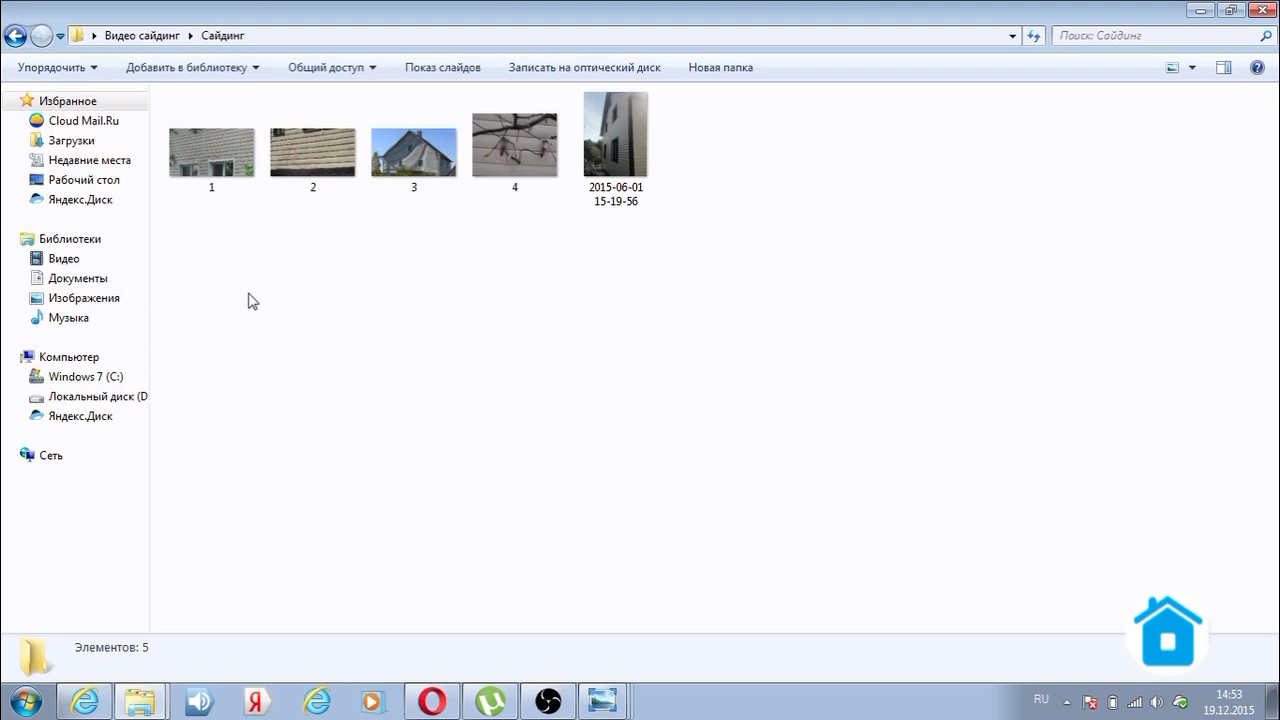 Видео сайдинг
Сайдинг
Поиск: Сайдинг
Упорядочить
Добавить в библиотеку
Общий доступ
Показ слайдов
Записать на оптический диск
Новая папка
Избранное
Cloud Mail.Ru
Загрузки
Недавние места
Рабочий стол
Яндекс.Диск
Библиотеки
Видео
Документы
Изображения
Музыка
Компьютер
Windows 7 (C:)
Локальный диск (D
Яндекс.Диск
Сеть
1
2
3
4
2015-06-01
15-19-56
Элементов: 5
Я
RU
14:53
19.12.2015